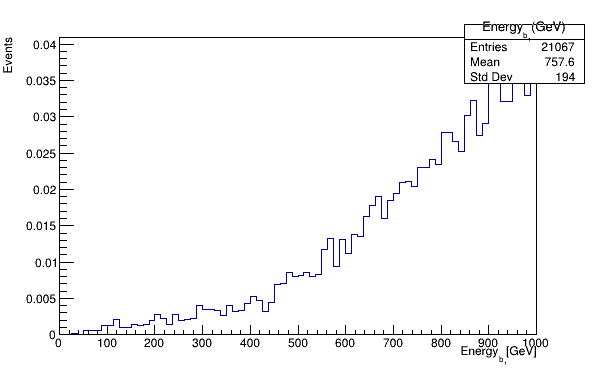 Energy_b_1(GeV)
Entries 21067
Mean 757.6
Std Dev 194
Events
0.04
0.035
0.03
0.025
0.02
0.015
0.01
0.005
0
0 100 200 300 400 500 600 700 800 900 1000
Energy_b_1[GeV]